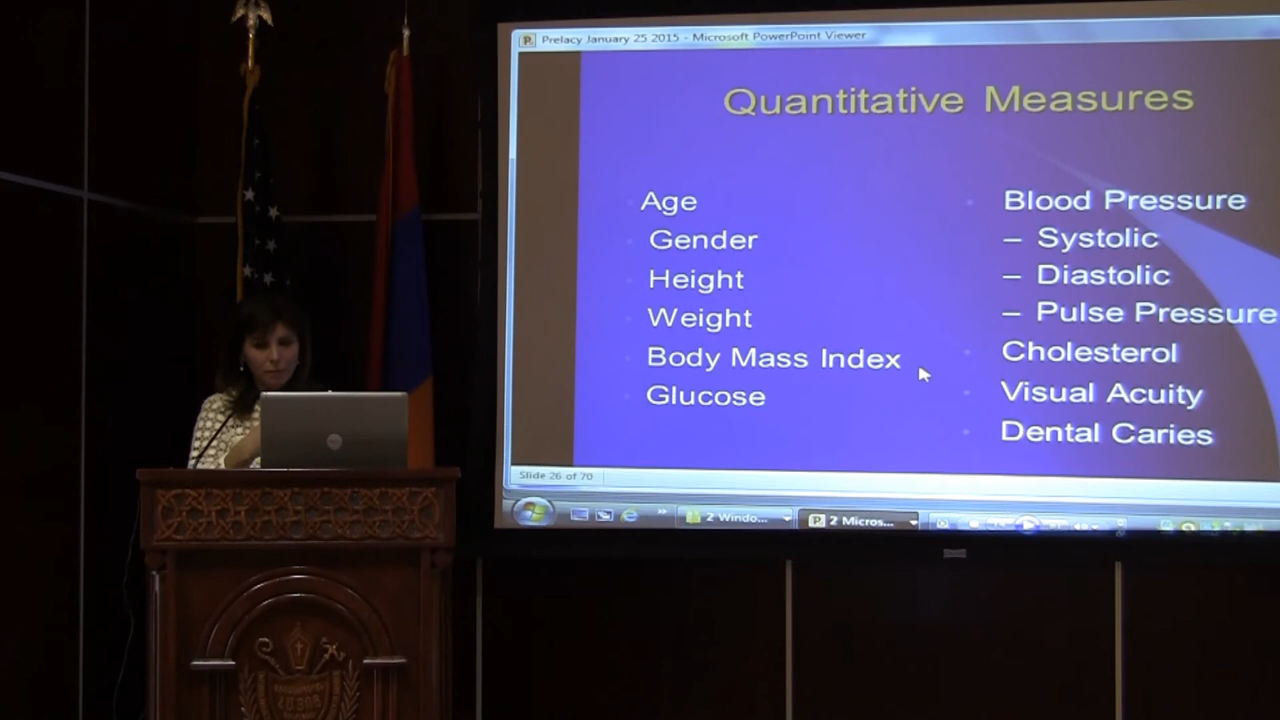 Prelacy January 25 2015 - Microsoft PowerPoint Viewer
Quantitative Measures
Age
Gender
Height
Weight
Body Mass Index
Glucose
Blood Pressure
– Systolic
– Diastolic
– Pulse Pressure
Cholesterol
Visual Acuity
Dental Caries
Slide 26 of 70
2 Windo...
2 Micros...